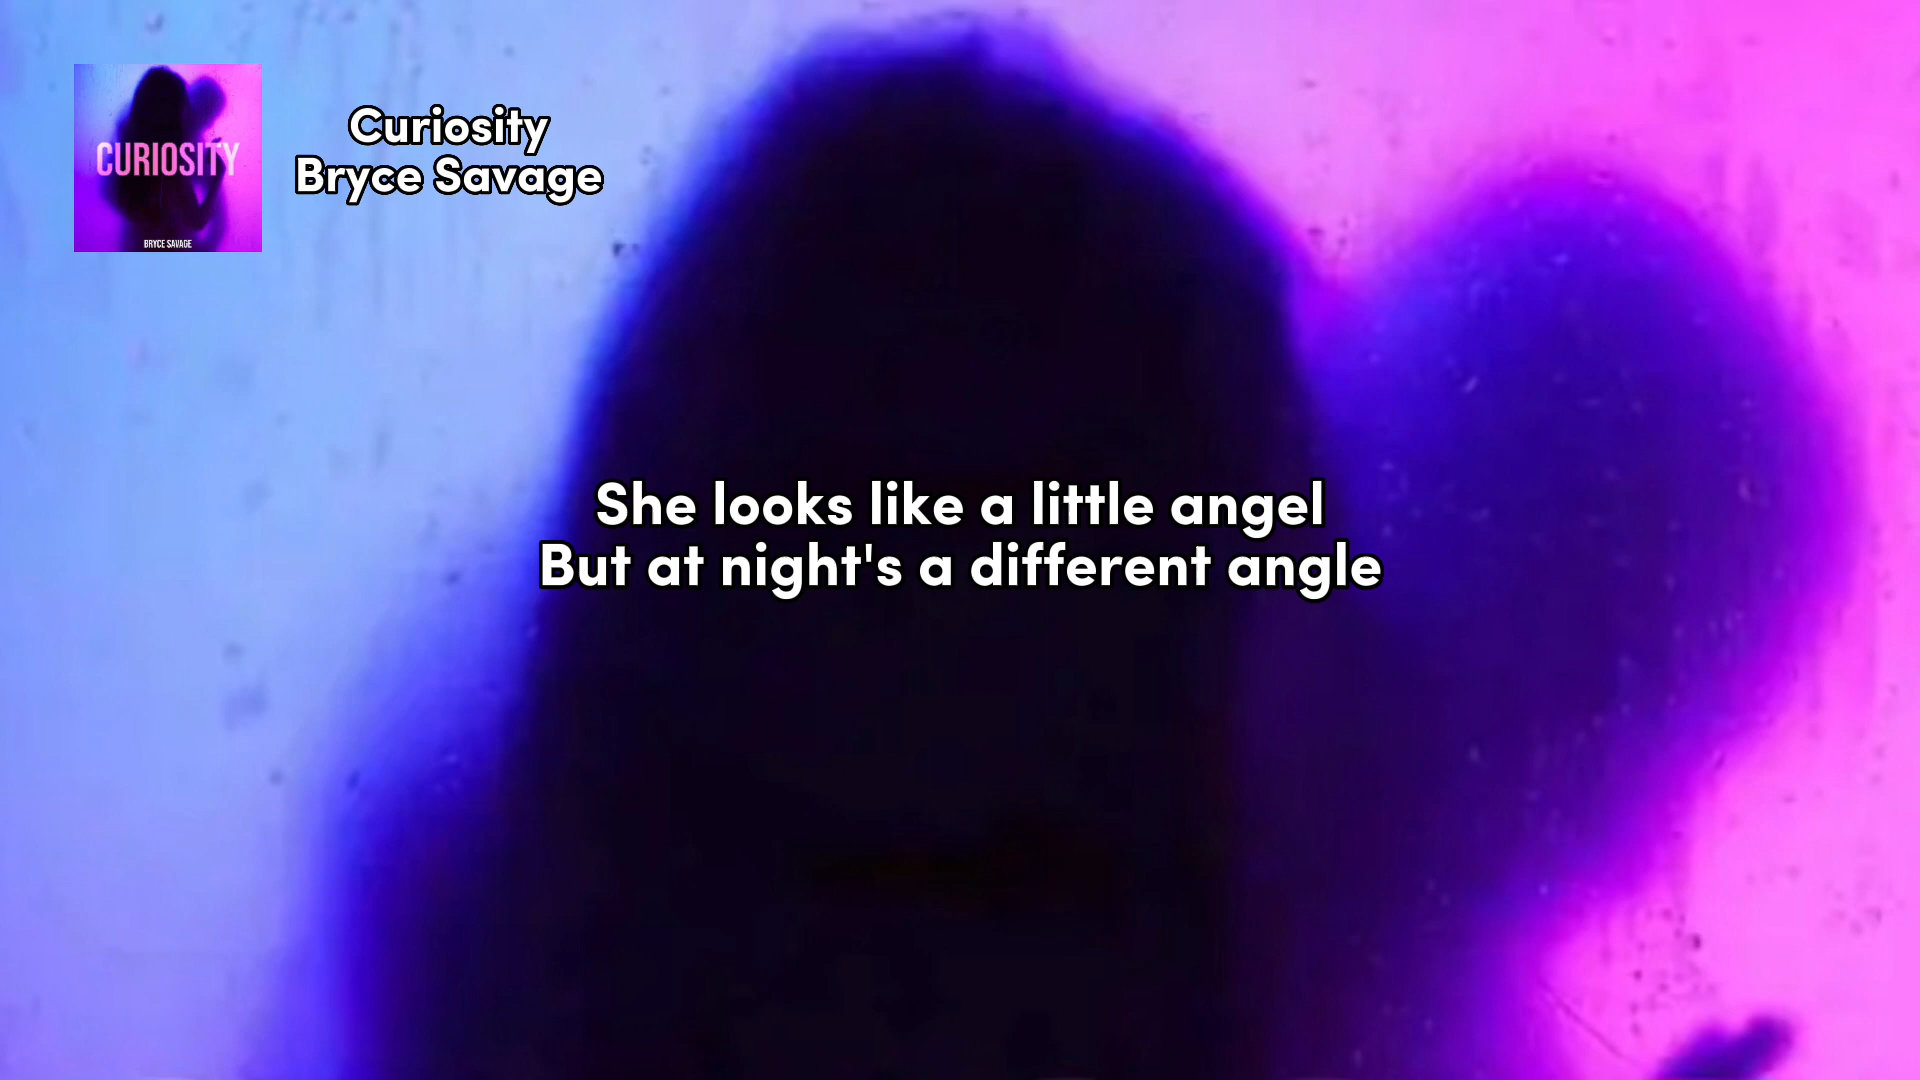 CURIOSITY
BRYCE SAVAGE
Curiosity
Bryce Savage
She looks like a little angel
But at night's a different angle